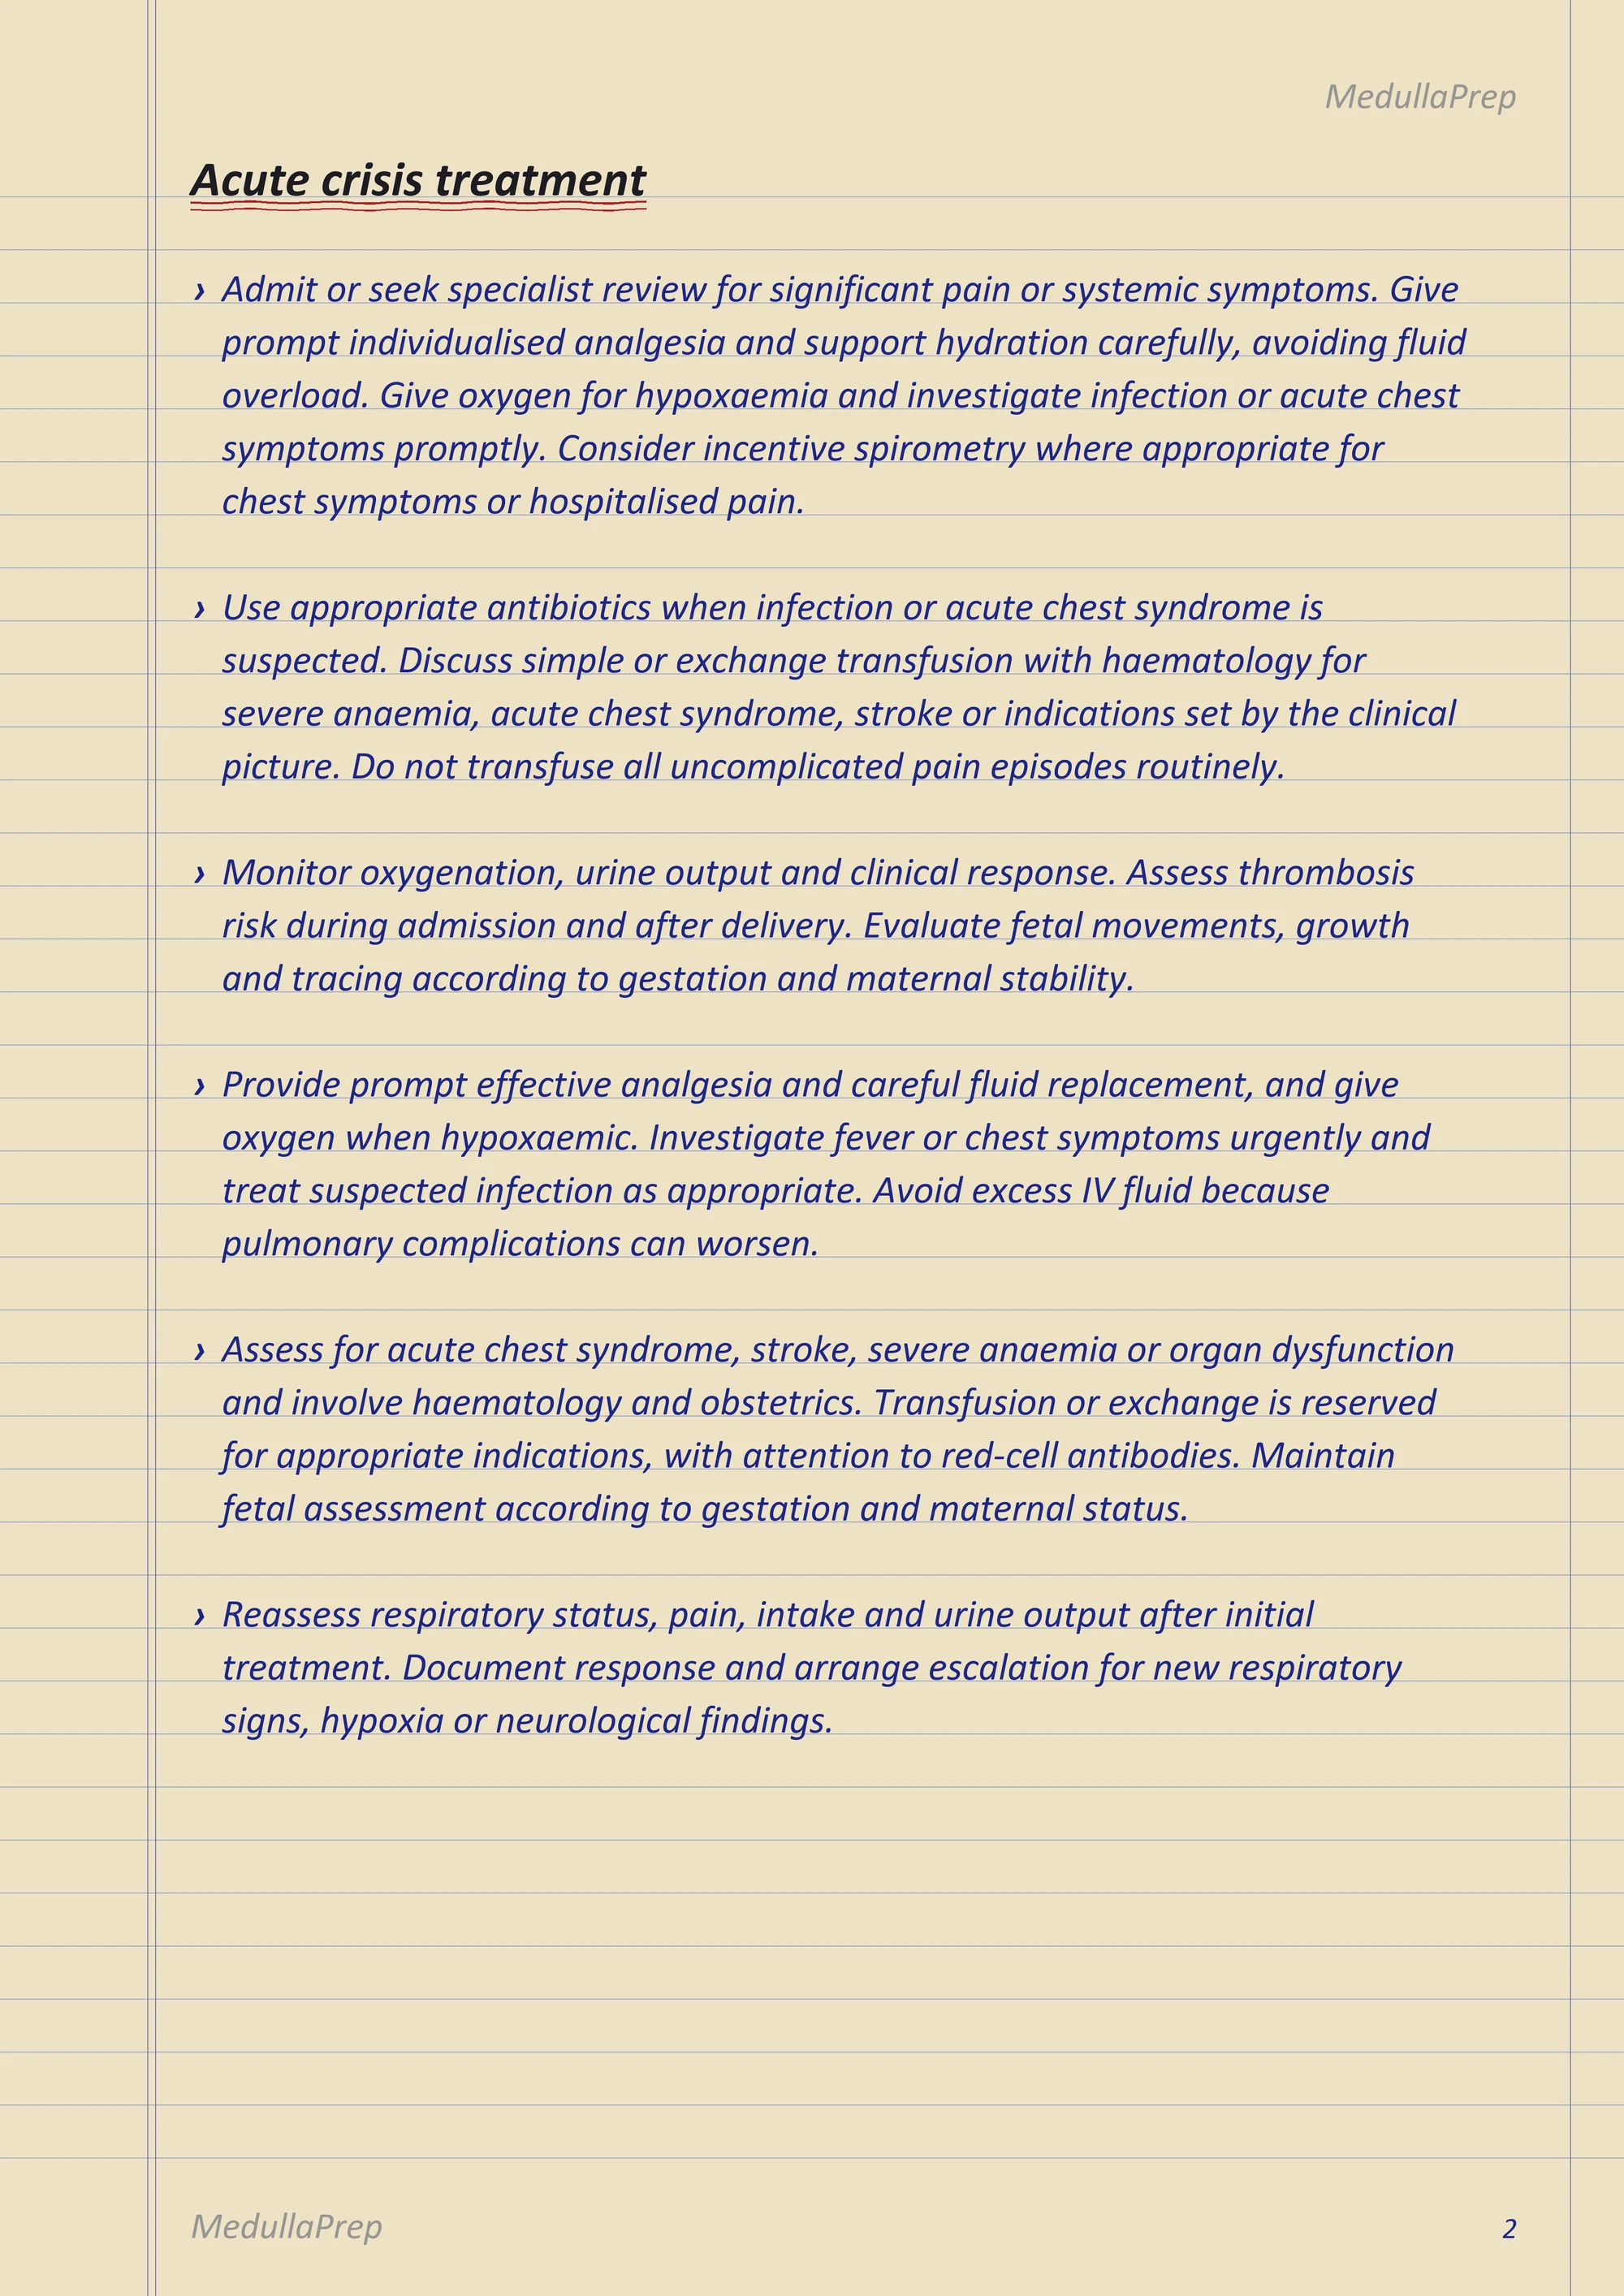 MedullaPrep
Acute crisis treatment
› Admit or seek specialist review for significant pain or systemic symptoms. Give
prompt individualised analgesia and support hydration carefully, avoiding fluid
overload. Give oxygen for hypoxaemia and investigate infection or acute chest
symptoms promptly. Consider incentive spirometry where appropriate for
chest symptoms or hospitalised pain.
› Use appropriate antibiotics when infection or acute chest syndrome is
suspected. Discuss simple or exchange transfusion with haematology for
severe anaemia, acute chest syndrome, stroke or indications set by the clinical
picture. Do not transfuse all uncomplicated pain episodes routinely.
› Monitor oxygenation, urine output and clinical response. Assess thrombosis
risk during admission and after delivery. Evaluate fetal movements, growth
and tracing according to gestation and maternal stability.
› Provide prompt effective analgesia and careful fluid replacement, and give
oxygen when hypoxaemic. Investigate fever or chest symptoms urgently and
treat suspected infection as appropriate. Avoid excess IV fluid because
pulmonary complications can worsen.
› Assess for acute chest syndrome, stroke, severe anaemia or organ dysfunction
and involve haematology and obstetrics. Transfusion or exchange is reserved
for appropriate indications, with attention to red-cell antibodies. Maintain
fetal assessment according to gestation and maternal status.
› Reassess respiratory status, pain, intake and urine output after initial
treatment. Document response and arrange escalation for new respiratory
signs, hypoxia or neurological findings.
MedullaPrep
2